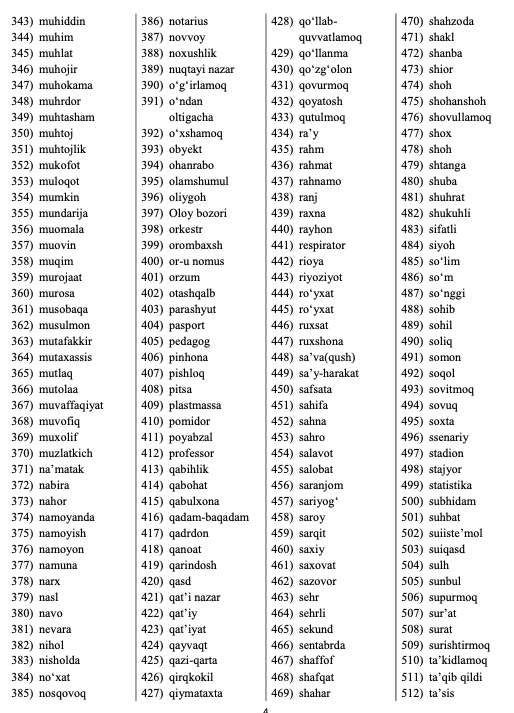 343) muhiddin
344) muhim
345) muhlat
346) muhojir
347) muhokama
348) muhrdor
349) muhtasham
350) muhtoj
351) muhtojlik
352) mukofot
353) muloqot
354) mumkin
355) mundarija
356) muomala
357) muovin
358) muqim
359) murojaat
360) murosa
361) musobaqa
362) musulmon
363) mutafakkir
364) mutaxassis
365) mutlaq
366) mutolaa
367) muvaffaqiyat
368) muvofiq
369) muxolif
370) muzlatkich
371) na’matak
372) nabira
373) nahor
374) namoyanda
375) namoyish
376) namoyon
377) namuna
378) narx
379) nasl
380) navo
381) nevara
382) nihol
383) nisholda
384) no‘xat
385) nosqovoq
386) notarius
387) novvoy
388) noxushlik
389) nuqtayi nazar
390) o‘g‘irlamoq
391) o‘ndan
oltigacha
392) o‘xshamoq
393) obyekt
394) ohanrabo
395) olamshumul
396) oliygoh
397) Oloy bozori
398) orkestr
399) orombaxsh
400) or-u nomus
401) orzum
402) otashqalb
403) parashyut
404) pasport
405) pedagog
406) pinhona
407) pishloq
408) pitsa
409) plastmassa
410) pomidor
411) poyabzal
412) professor
413) qabihlik
414) qabohat
415) qabulxona
416) qadam-baqadam
417) qadrdon
418) qanoat
419) qarindosh
420) qasd
421) qat’i nazar
422) qat’iy
423) qat’iyat
424) qayvaqt
425) qazi-qarta
426) qirqkokil
427) qiymataxta
428) qo‘llab-
quvvatlamoq
429) qo‘llanma
430) qo‘zg‘olon
431) qovurmoq
432) qoyatosh
433) qutulmoq
434) ra’y
435) rahm
436) rahmat
437) rahnamo
438) ranj
439) raxna
440) rayhon
441) respirator
442) rioya
443) riyoziyot
444) ro‘yxat
445) ro‘yxat
446) ruxsat
447) ruxshona
448) sa’va(qush)
449) sa’y-harakat
450) safsata
451) sahifa
452) sahna
453) sahro
454) salavot
455) salobat
456) saranjom
457) sariyog‘
458) saroy
459) sarqit
460) saxiy
461) saxovat
462) sazovor
463) sehr
464) sehrli
465) sekund
466) sentabrda
467) shaffof
468) shafqat
469) shahar
470) shahzoda
471) shakl
472) shanba
473) shior
474) shoh
475) shohanshoh
476) shovullamoq
477) shox
478) shoh
479) shtanga
480) shuba
481) shuhrat
482) shukuhli
483) sifatli
484) siyoh
485) so‘lim
486) so‘m
487) so‘nggi
488) sohib
489) sohil
490) soliq
491) somon
492) soqol
493) sovitmoq
494) sovuq
495) soxta
496) ssenariy
497) stadion
498) stajyor
499) statistika
500) subhidam
501) suhbat
502) suiiste’mol
503) suiqasd
504) sulh
505) sunbul
506) supurmoq
507) sur’at
508) surat
509) surishtirmoq
510) ta’kidlamoq
511) ta’qib qildi
512) ta’sis